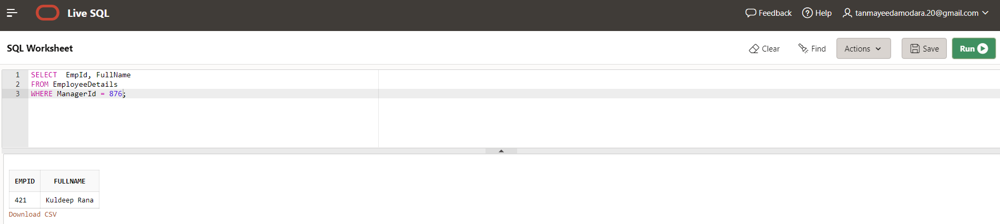 Live SQL
Feedback
Help
tanmayeedamodara.20@gmail.com
SQL Worksheet
Clear
Find
Actions
Save
Run
1 SELECT  EmpId, FullName
2 FROM EmployeeDetails
3 WHERE ManagerId = 876;
EMPID FULLNAME
421 Kuldeep Rana
Download CSV